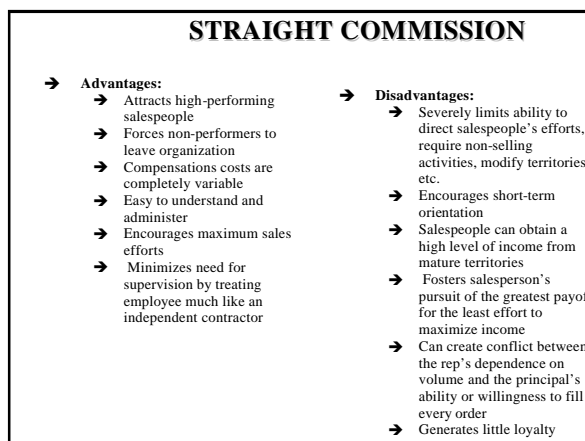 STRAIGHT COMMISSION
➔ Advantages:
➔ Attracts high-performing
salespeople
➔ Forces non-performers to
leave organization
➔ Compensations costs are
completely variable
➔ Easy to understand and
administer
➔ Encourages maximum sales
efforts
➔ Minimizes need for
supervision by treating
employee much like an
independent contractor
➔ Disadvantages:
➔ Severely limits ability to
direct salespeople’s efforts,
require non-selling
activities, modify territories
etc.
➔ Encourages short-term
orientation
➔ Salespeople can obtain a
high level of income from
mature territories
➔ Fosters salesperson’s
pursuit of the greatest payof
for the least effort to
maximize income
➔ Can create conflict between
the rep’s dependence on
volume and the principal’s
ability or willingness to fill
every order
➔ Generates little loyalty